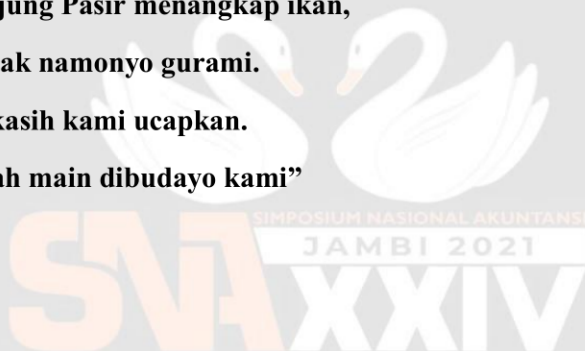 jung Pasir menangkap ikan,
ak namonyo gurami.
kasih kami ucapkan.
ah main dibudayo kami”
SIMPOSIUM NASIONAL AKUNTANSI
JAMBI 2021
SNA XXIV